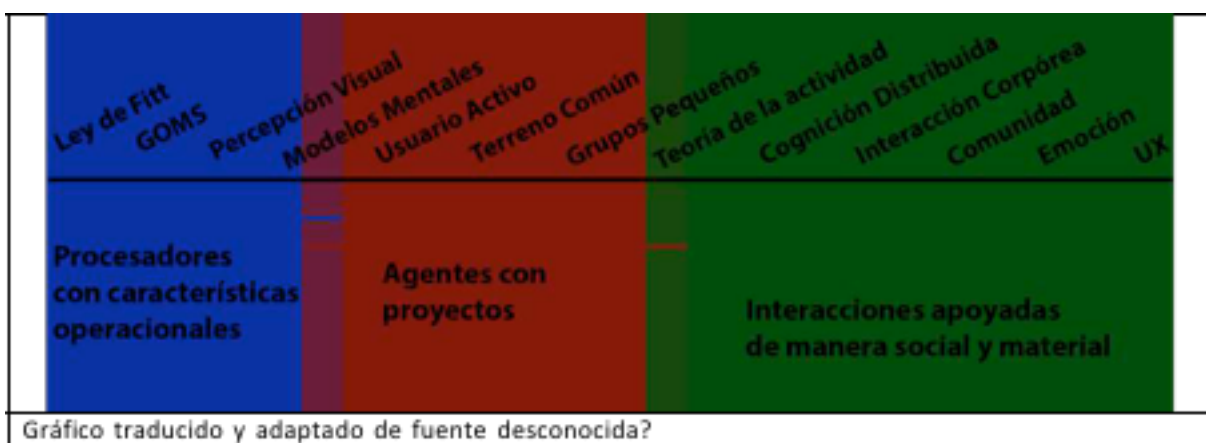 Ley de Fitt
GOMS
Percepción Visual
Modelos Mentales
Usuario Activo
Terreno Común
Grupos Pequeños
Teoría de la actividad
Cognición Distribuida
Interacción Corpórea
Comunidad
Emoción
UX
Procesadores
con características
operacionales
Agentes con
proyectos
Interacciones apoyadas
de manera social y material
Gráfico traducido y adaptado de fuente desconocida?